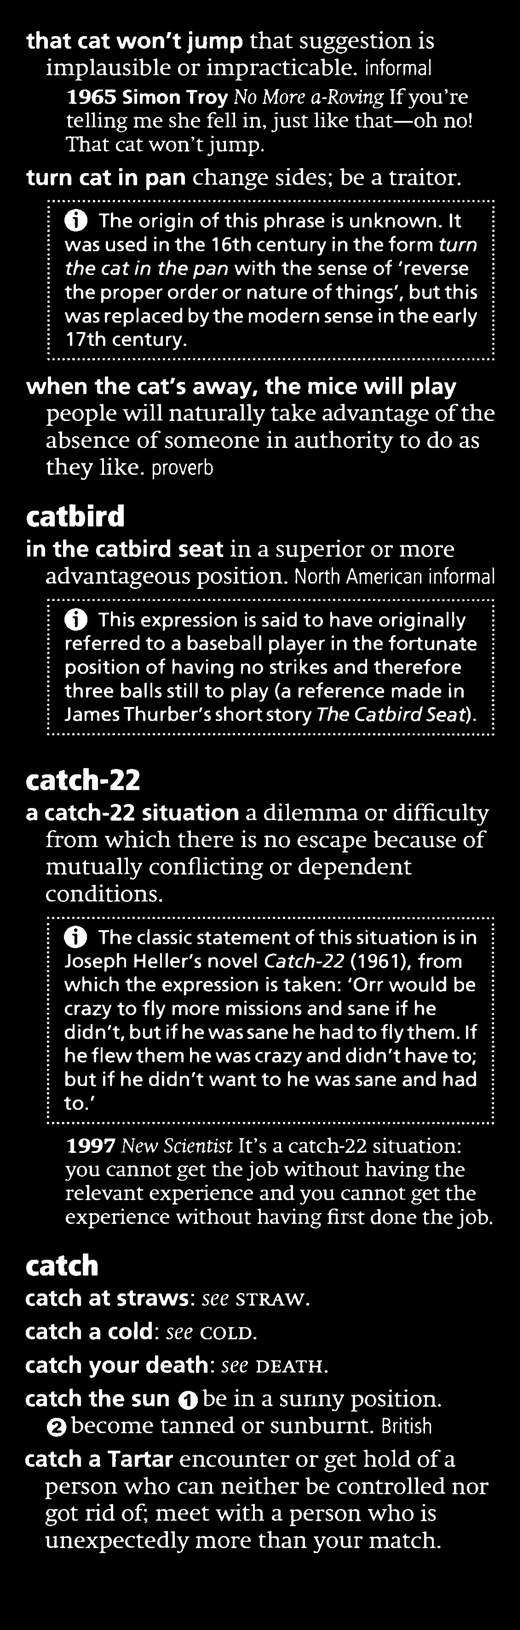 that cat won't jump that suggestion is
implausible or impracticable. informal
1965 Simon Troy No More a-Roving If you're
telling me she fell in, just like that—oh no!
That cat won't jump.
turn cat in pan change sides; be a traitor.
ⓘ The origin of this phrase is unknown. It
was used in the 16th century in the form turn
the cat in the pan with the sense of 'reverse
the proper order or nature of things', but this
was replaced by the modern sense in the early
17th century.
when the cat's away, the mice will play
people will naturally take advantage of the
absence of someone in authority to do as
they like. proverb
catbird
in the catbird seat in a superior or more
advantageous position. North American informal
ⓘ This expression is said to have originally
referred to a baseball player in the fortunate
position of having no strikes and therefore
three balls still to play (a reference made in
James Thurber's short story The Catbird Seat).
catch-22
a catch-22 situation a dilemma or difficulty
from which there is no escape because of
mutually conflicting or dependent
conditions.
ⓘ The classic statement of this situation is in
Joseph Heller's novel Catch-22 (1961), from
which the expression is taken: 'Orr would be
crazy to fly more missions and sane if he
didn't, but if he was sane he had to fly them. If
he flew them he was crazy and didn't have to;
but if he didn't want to he was sane and had
to.'
1997 New Scientist It's a catch-22 situation:
you cannot get the job without having the
relevant experience and you cannot get the
experience without having first done the job.
catch
catch at straws: see STRAW.
catch a cold: see COLD.
catch your death: see DEATH.
catch the sun ❶ be in a sunny position.
❷ become tanned or sunburnt. British
catch a Tartar encounter or get hold of a
person who can neither be controlled nor
got rid of; meet with a person who is
unexpectedly more than your match.